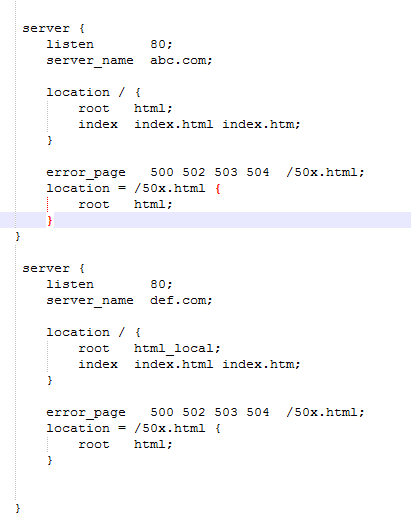 server {
listen 80;
server_name abc.com;
location / {
root html;
index index.html index.htm;
}
error_page 500 502 503 504 /50x.html;
location = /50x.html {
root html;
}
}
server {
listen 80;
server_name def.com;
location / {
root html_local;
index index.html index.htm;
}
error_page 500 502 503 504 /50x.html;
location = /50x.html {
root html;
}
}